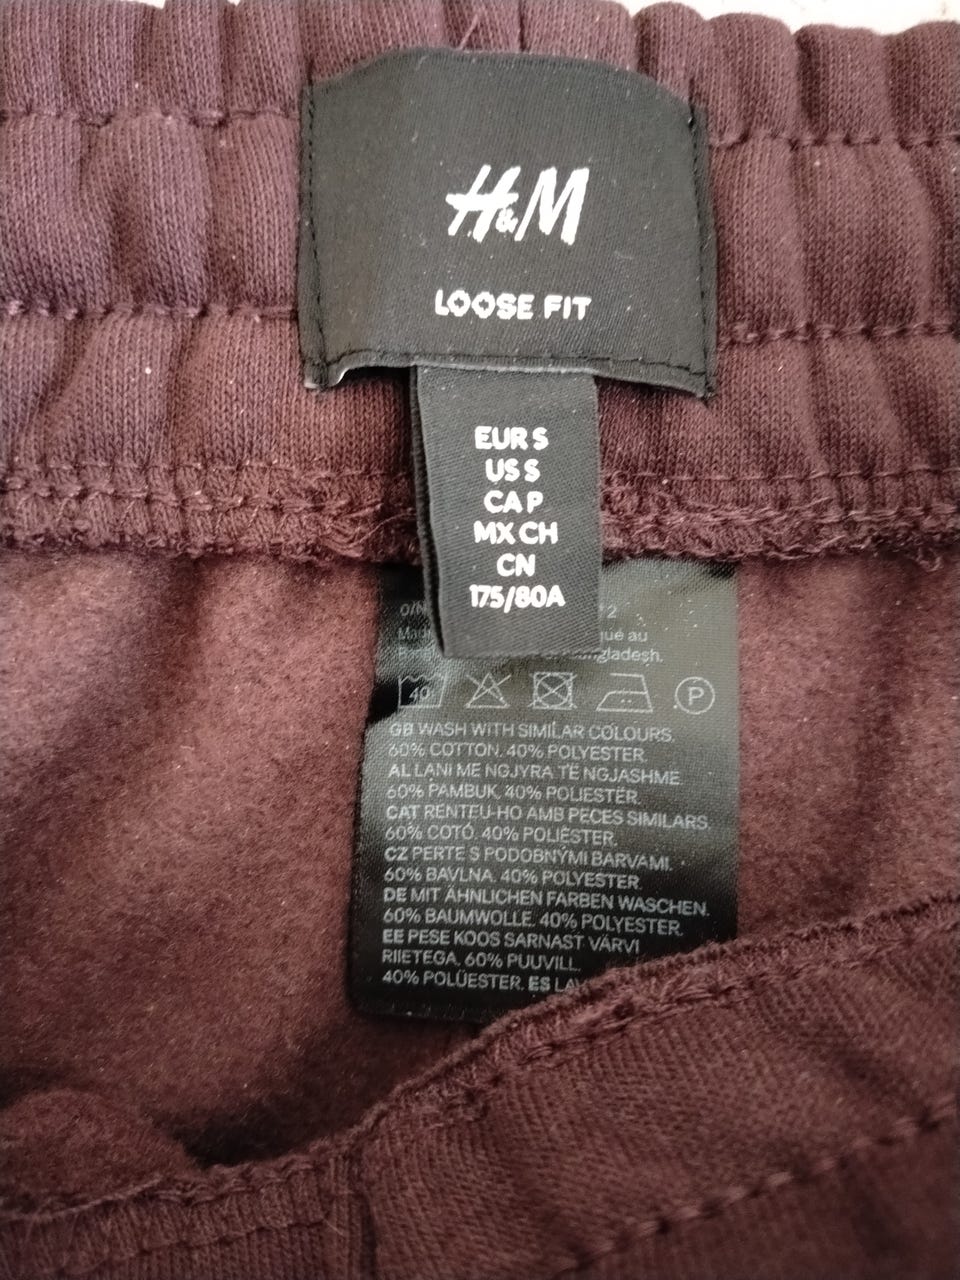 H&M
LOOSE FIT
EUR S
US S
CA P
MX CH
CN
175/80A
au
40
P
GB WASH WITH SIMILAR COLOURS.
60% COTTON. 40% POLYESTER.
AL LANI ME NGJYRA TË NGJASHME.
60% PAMBUK. 40% POLIESTËR.
CAT RENTEU-HO AMB PECES SIMILARS.
60% COTÓ. 40% POLIÈSTER.
CZ PERTE S PODOBNÝMI BARVAMI.
60% BAVLNA. 40% POLYESTER.
DE MIT ÄHNLICHEN FARBEN WASCHEN.
60% BAUMWOLLE. 40% POLYESTER.
EE PESE KOOS SARNAST VÄRVI
RIIETEGA. 60% PUUVILL.
40% POLÜESTER. ES